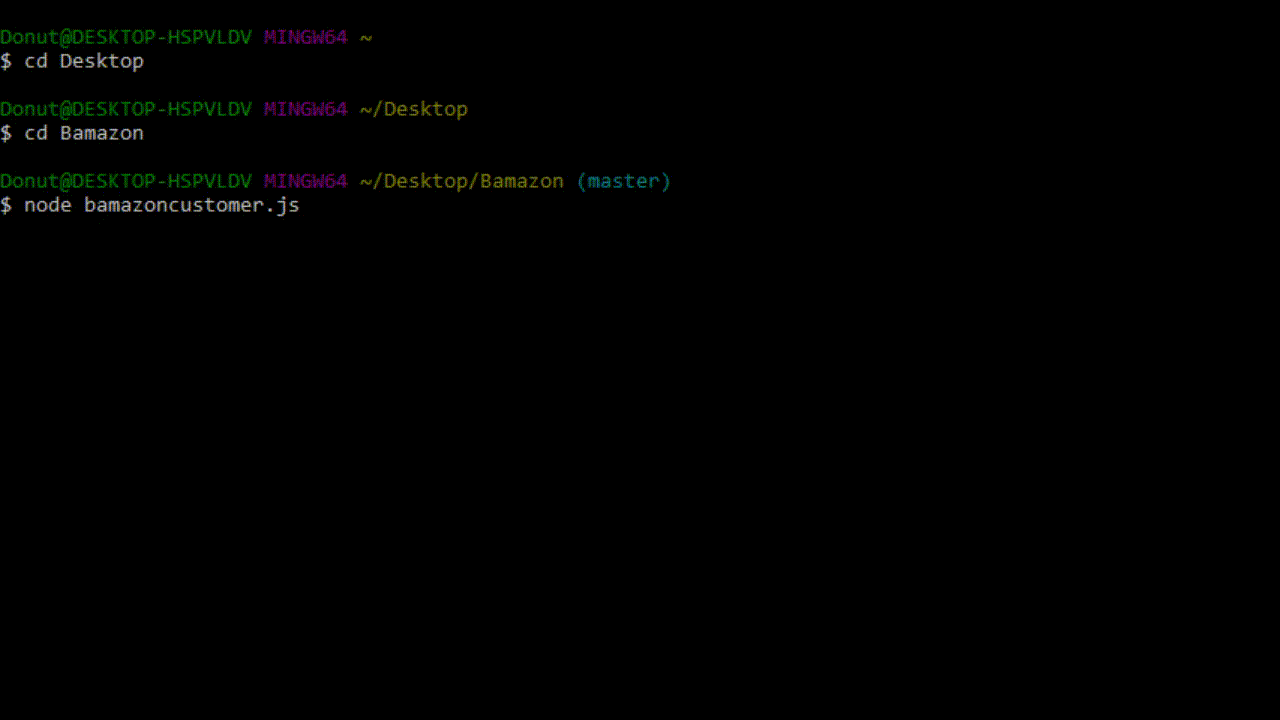 Donut@DESKTOP-HSPVLDV MINGW64 ~
$ cd Desktop
Donut@DESKTOP-HSPVLDV MINGW64 ~/Desktop
$ cd Bamazon
Donut@DESKTOP-HSPVLDV MINGW64 ~/Desktop/Bamazon (master)
$ node bamazoncustomer.js